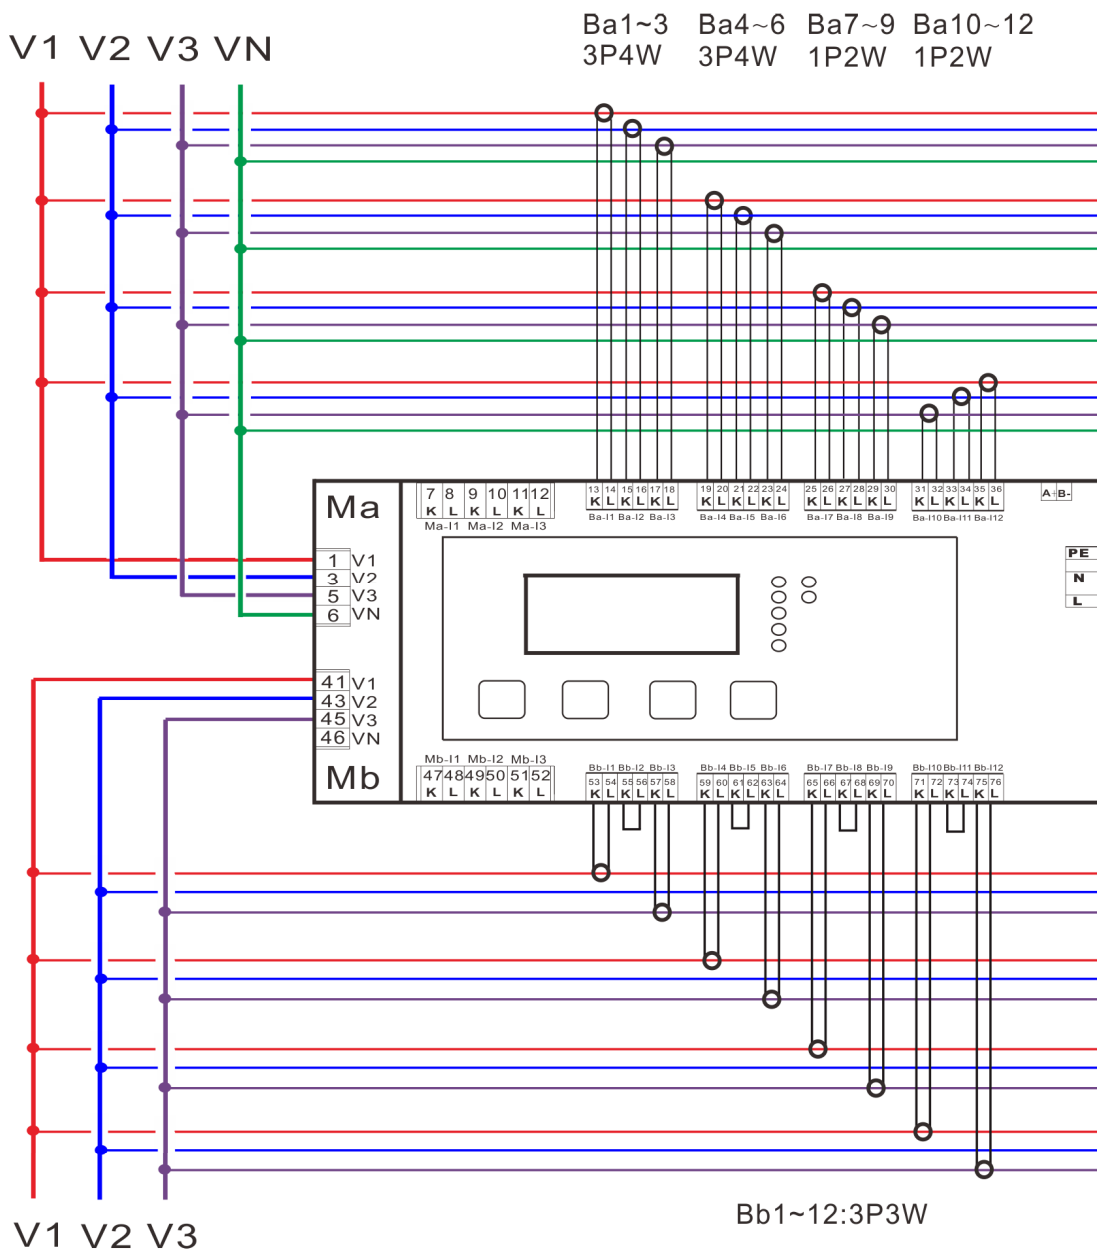 V1 V2 V3 VN
Ba1~3 Ba4~6 Ba7~9 Ba10~12
3P4W 3P4W 1P2W 1P2W
Ma
7 8 9 10 11 12
K L K L K L
Ma-I1 Ma-I2 Ma-I3
13 14 15 16 17 18
K L K L K L
Ba-I1 Ba-I2 Ba-I3
19 20 21 22 23 24
K L K L K L
Ba-I4 Ba-I5 Ba-I6
25 26 27 28 29 30
K L K L K L
Ba-I7 Ba-I8 Ba-I9
31 32 33 34 35 36
K L K L K L
Ba-I10 Ba-I11 Ba-I12
A+ B-
1 V1
3 V2
5 V3
6 VN
PE
N
L
41 V1
43 V2
45 V3
46 VN
Mb
Mb-I1 Mb-I2 Mb-I3
47 48 49 50 51 52
K L K L K L
Bb-I1 Bb-I2 Bb-I3
53 54 55 56 57 58
K L K L K L
Bb-I4 Bb-I5 Bb-I6
59 60 61 62 63 64
K L K L K L
Bb-I7 Bb-I8 Bb-I9
65 66 67 68 69 70
K L K L K L
Bb-I10 Bb-I11 Bb-I12
71 72 73 74 75 76
K L K L K L
Bb1~12:3P3W
V1 V2 V3